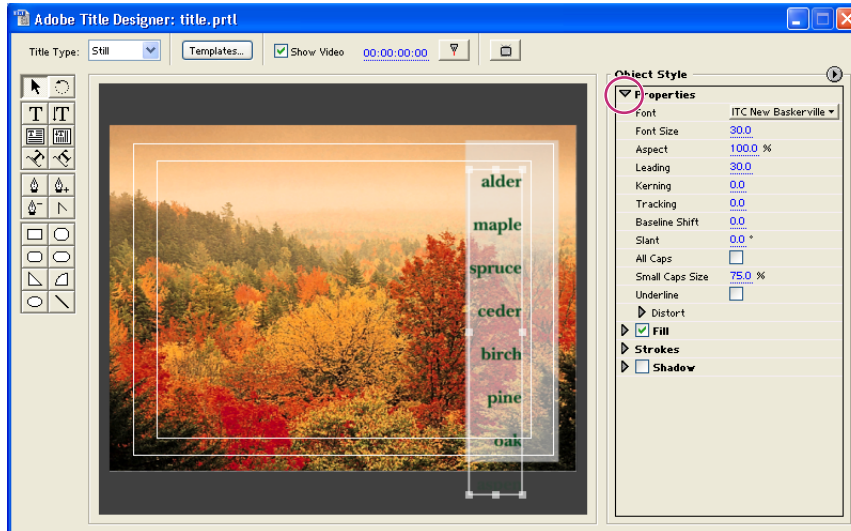 Adobe Title Designer: title.prtl
Title Type: Still Templates... Show Video 00:00:00:00
Object Style
Properties
Font ITC New Baskerville
Font Size 30.0
Aspect 100.0 %
Leading 30.0
Kerning 0.0
Tracking 0.0
Baseline Shift 0.0
Slant 0.0 °
All Caps
Small Caps Size 75.0 %
Underline
Distort
Fill
Strokes
Shadow
T IT
alder
maple
spruce
ceder
birch
pine
oak